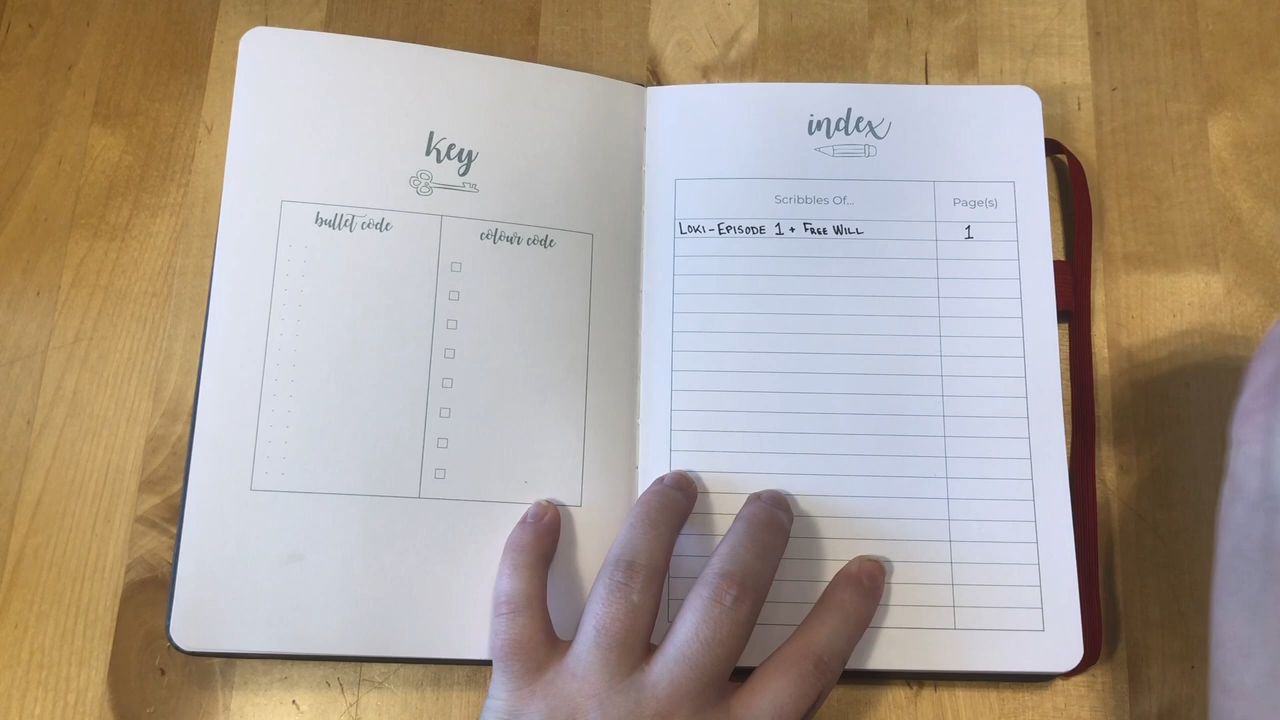 key
bullet code
colour code
index
Scribbles Of...
Page(s)
LOKI-EPISODE 1 + FREE WILL
1